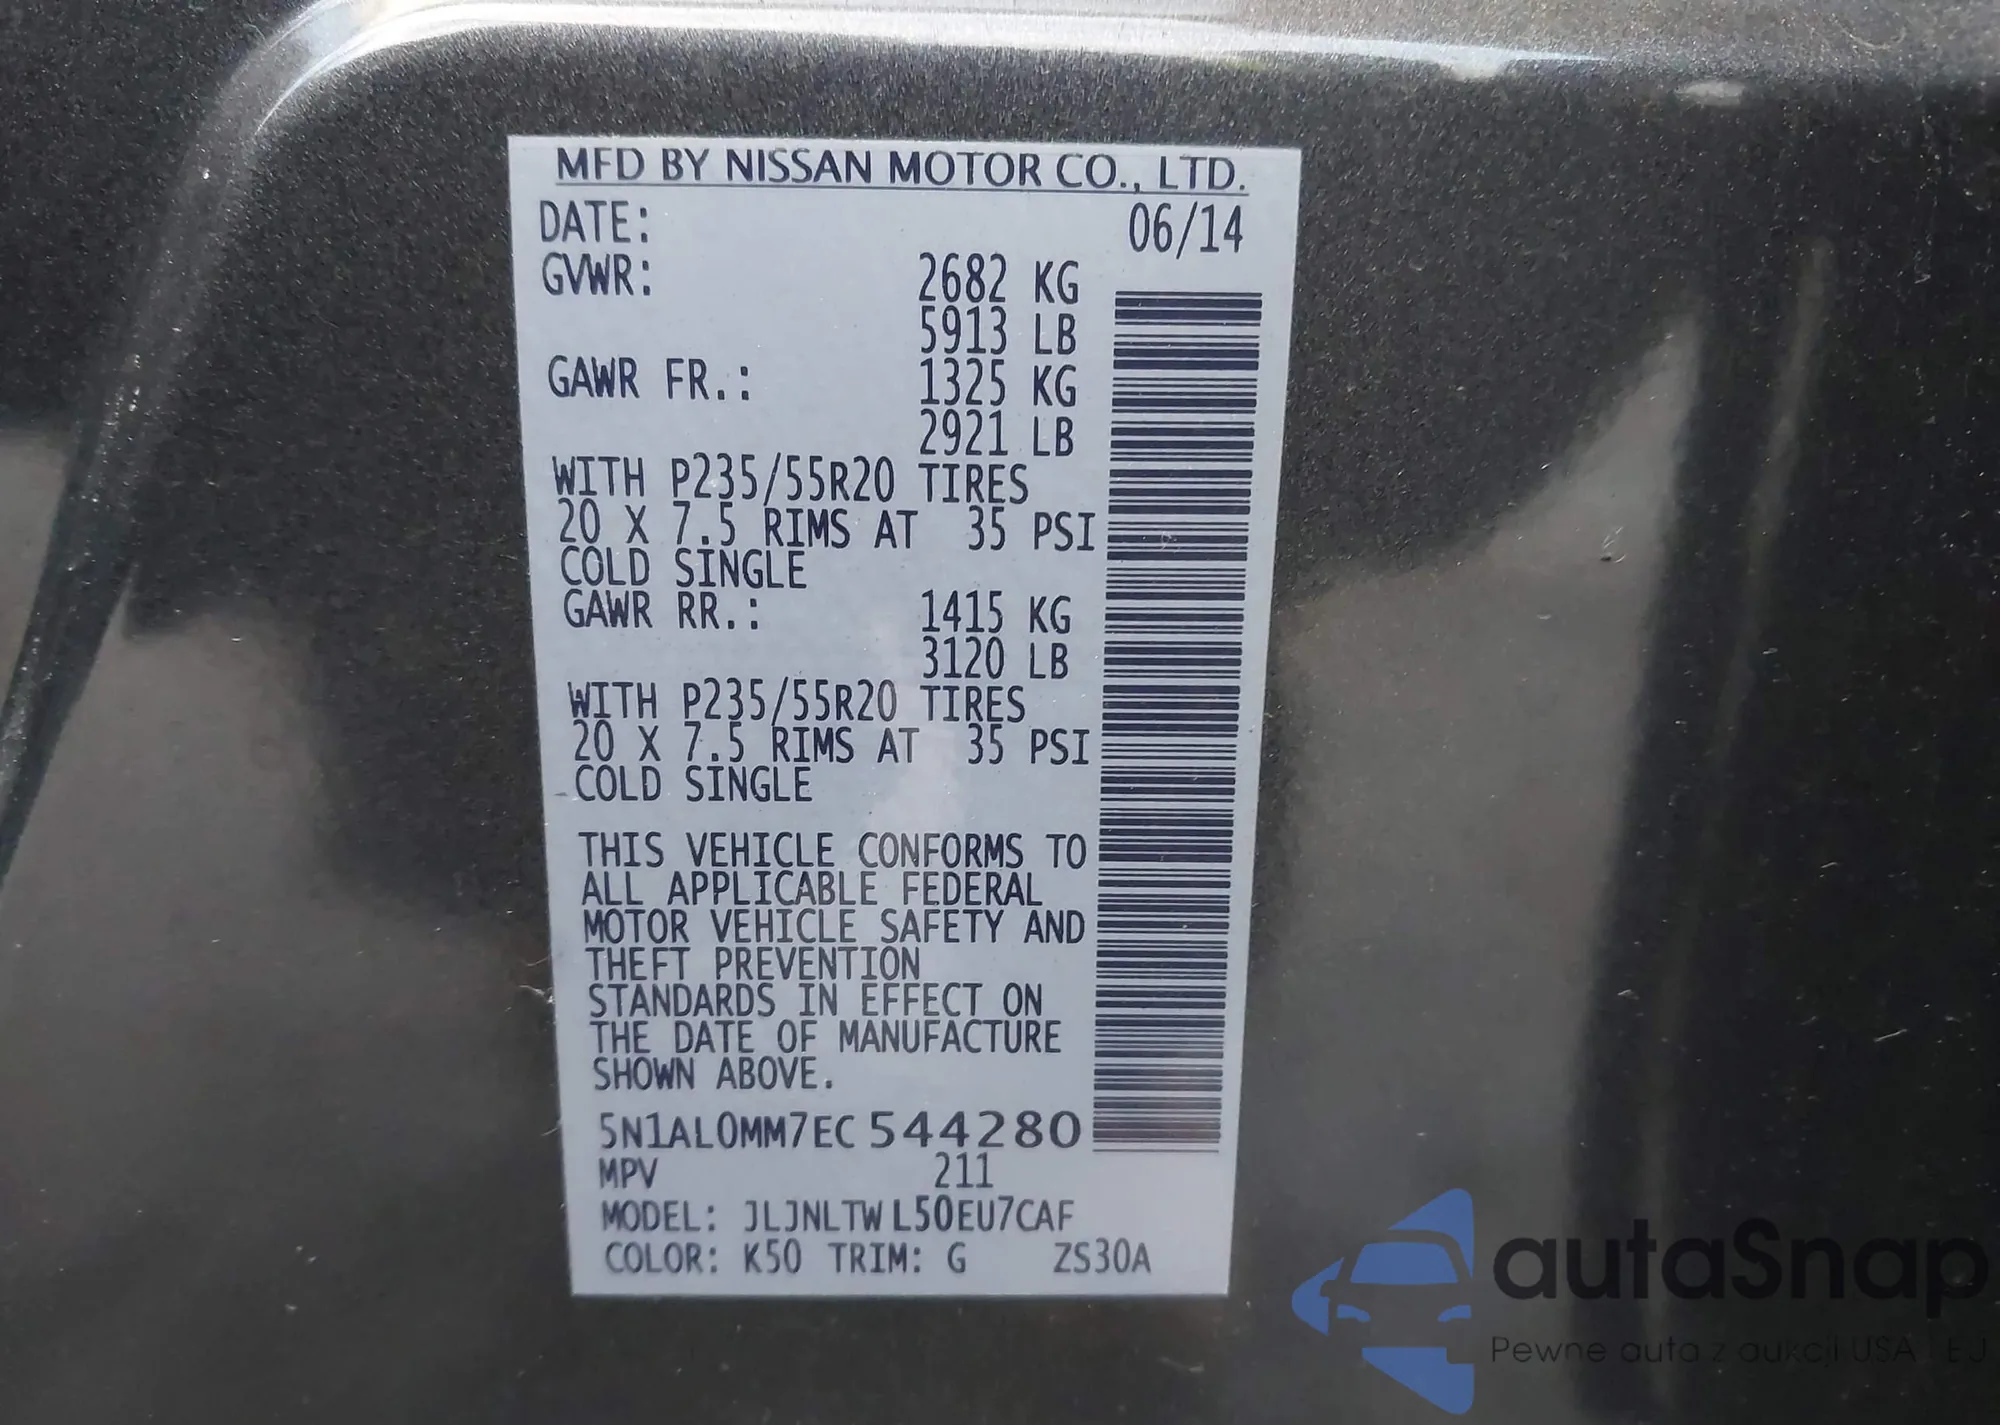 MFD BY NISSAN MOTOR CO., LTD.
DATE: 06/14
GVWR: 2682 KG
5913 LB
GAWR FR.: 1325 KG
2921 LB
WITH P235/55R20 TIRES
20 X 7.5 RIMS AT 35 PSI
COLD SINGLE
GAWR RR.: 1415 KG
3120 LB
WITH P235/55R20 TIRES
20 X 7.5 RIMS AT 35 PSI
COLD SINGLE
THIS VEHICLE CONFORMS TO
ALL APPLICABLE FEDERAL
MOTOR VEHICLE SAFETY AND
THEFT PREVENTION
STANDARDS IN EFFECT ON
THE DATE OF MANUFACTURE
SHOWN ABOVE.
5N1AL0MM7EC544280
MPV 211
MODEL: JLJNLTWL50EU7CAF
COLOR: K50 TRIM: G ZS30A
autaSnap
Pewne auta z aukcji USA i EJ